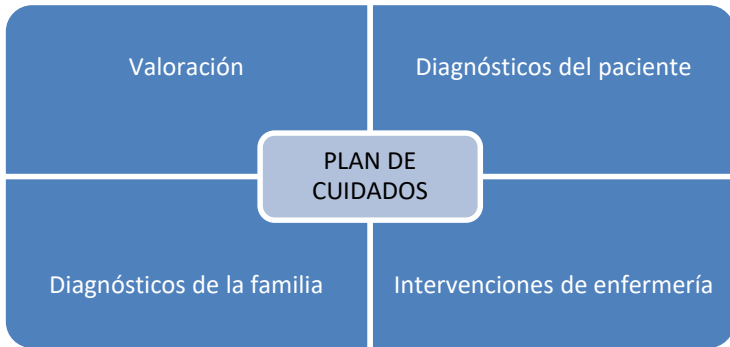 Valoración
Diagnósticos del paciente
PLAN DE
CUIDADOS
Diagnósticos de la familia
Intervenciones de enfermería